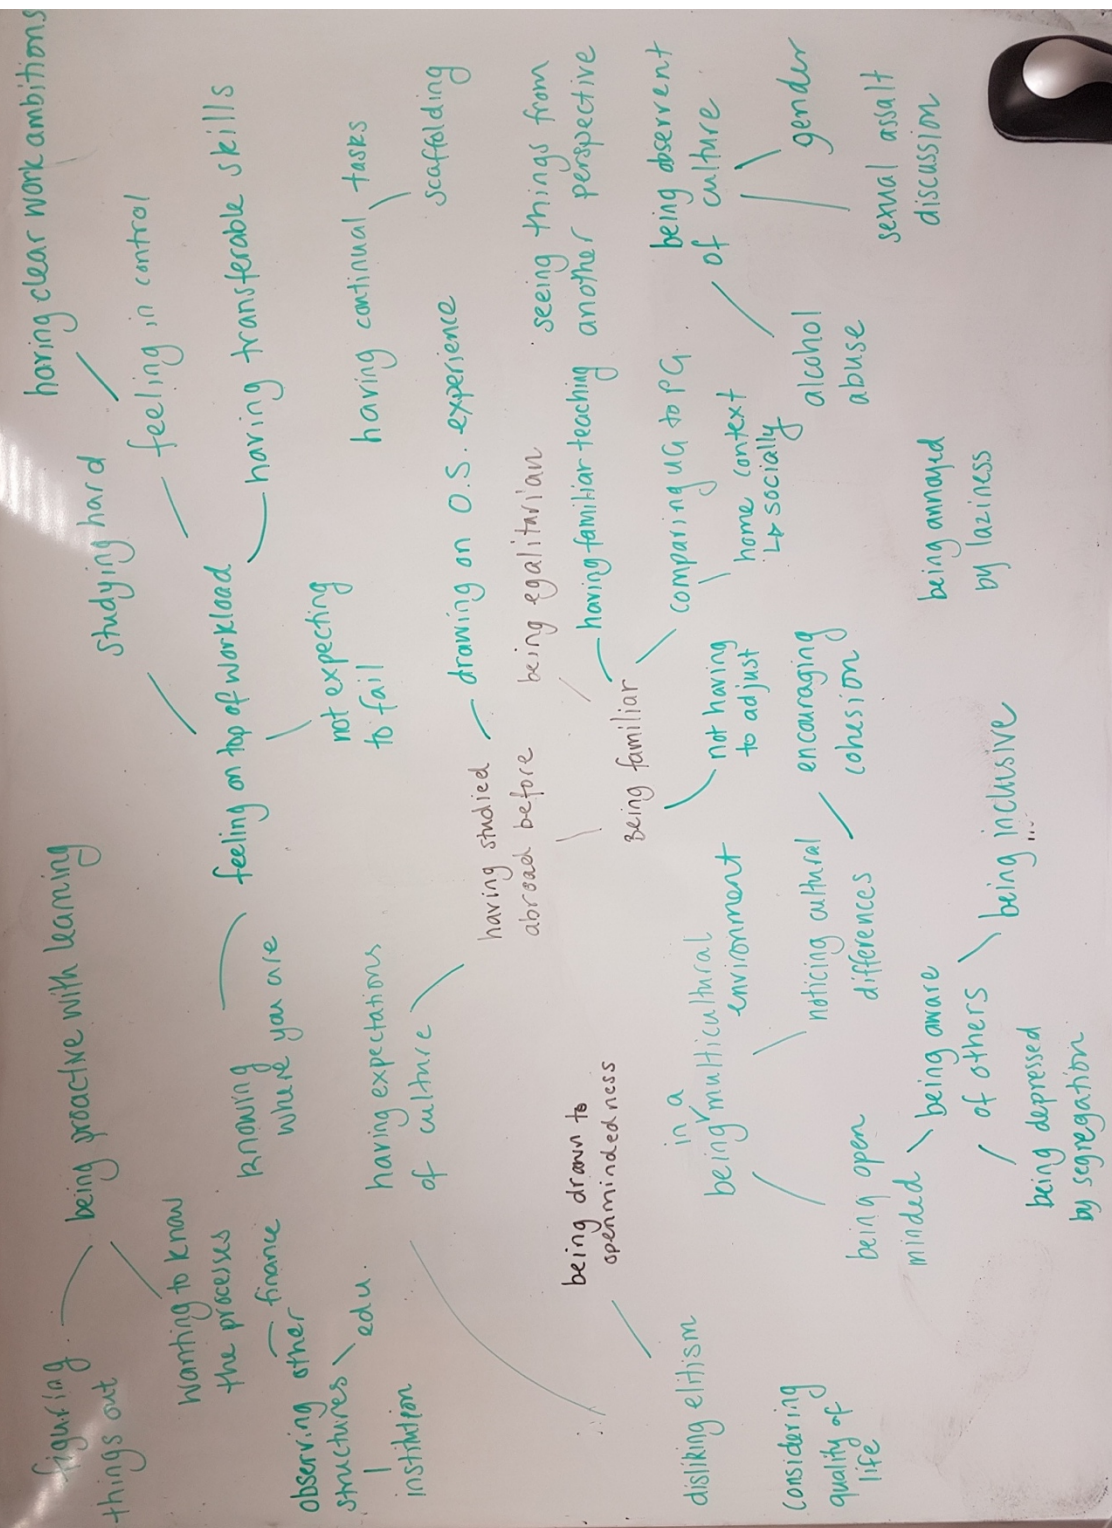 figuring
things out
being proactive with learning
studying hard
having clear work ambitions
wanting to know
the processes
knowing
where you are
feeling on top of workload
feeling in control
having transferable skills
not expecting
to fail
observing other
structures
finance
edu.
institution
having expectations
of culture
having studied
abroad before
drawing on O.S. experience
having continual tasks
scaffolding
being egalitarian
being drawn to
openmindedness
being familiar
having familiar teaching
seeing things from
another perspective
disliking elitism
in a
being multicultural
environment
not having
to adjust
comparing UG to PG.
home context
↳ socially
being observent
of culture
gender
sexual assalt
discussion
alcohol
abuse
considering
quality of
life
noticing cultural
differences
encouraging
cohesion
being open
minded
being aware
of others
being inclusive
...
being depressed
by segregation
being annoyed
by laziness